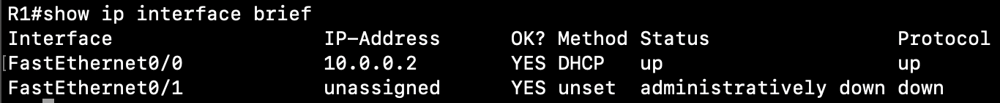 R1#show ip interface brief
Interface IP-Address OK? Method Status Protocol
[FastEthernet0/0 10.0.0.2 YES DHCP up up
FastEthernet0/1 unassigned YES unset administratively down down